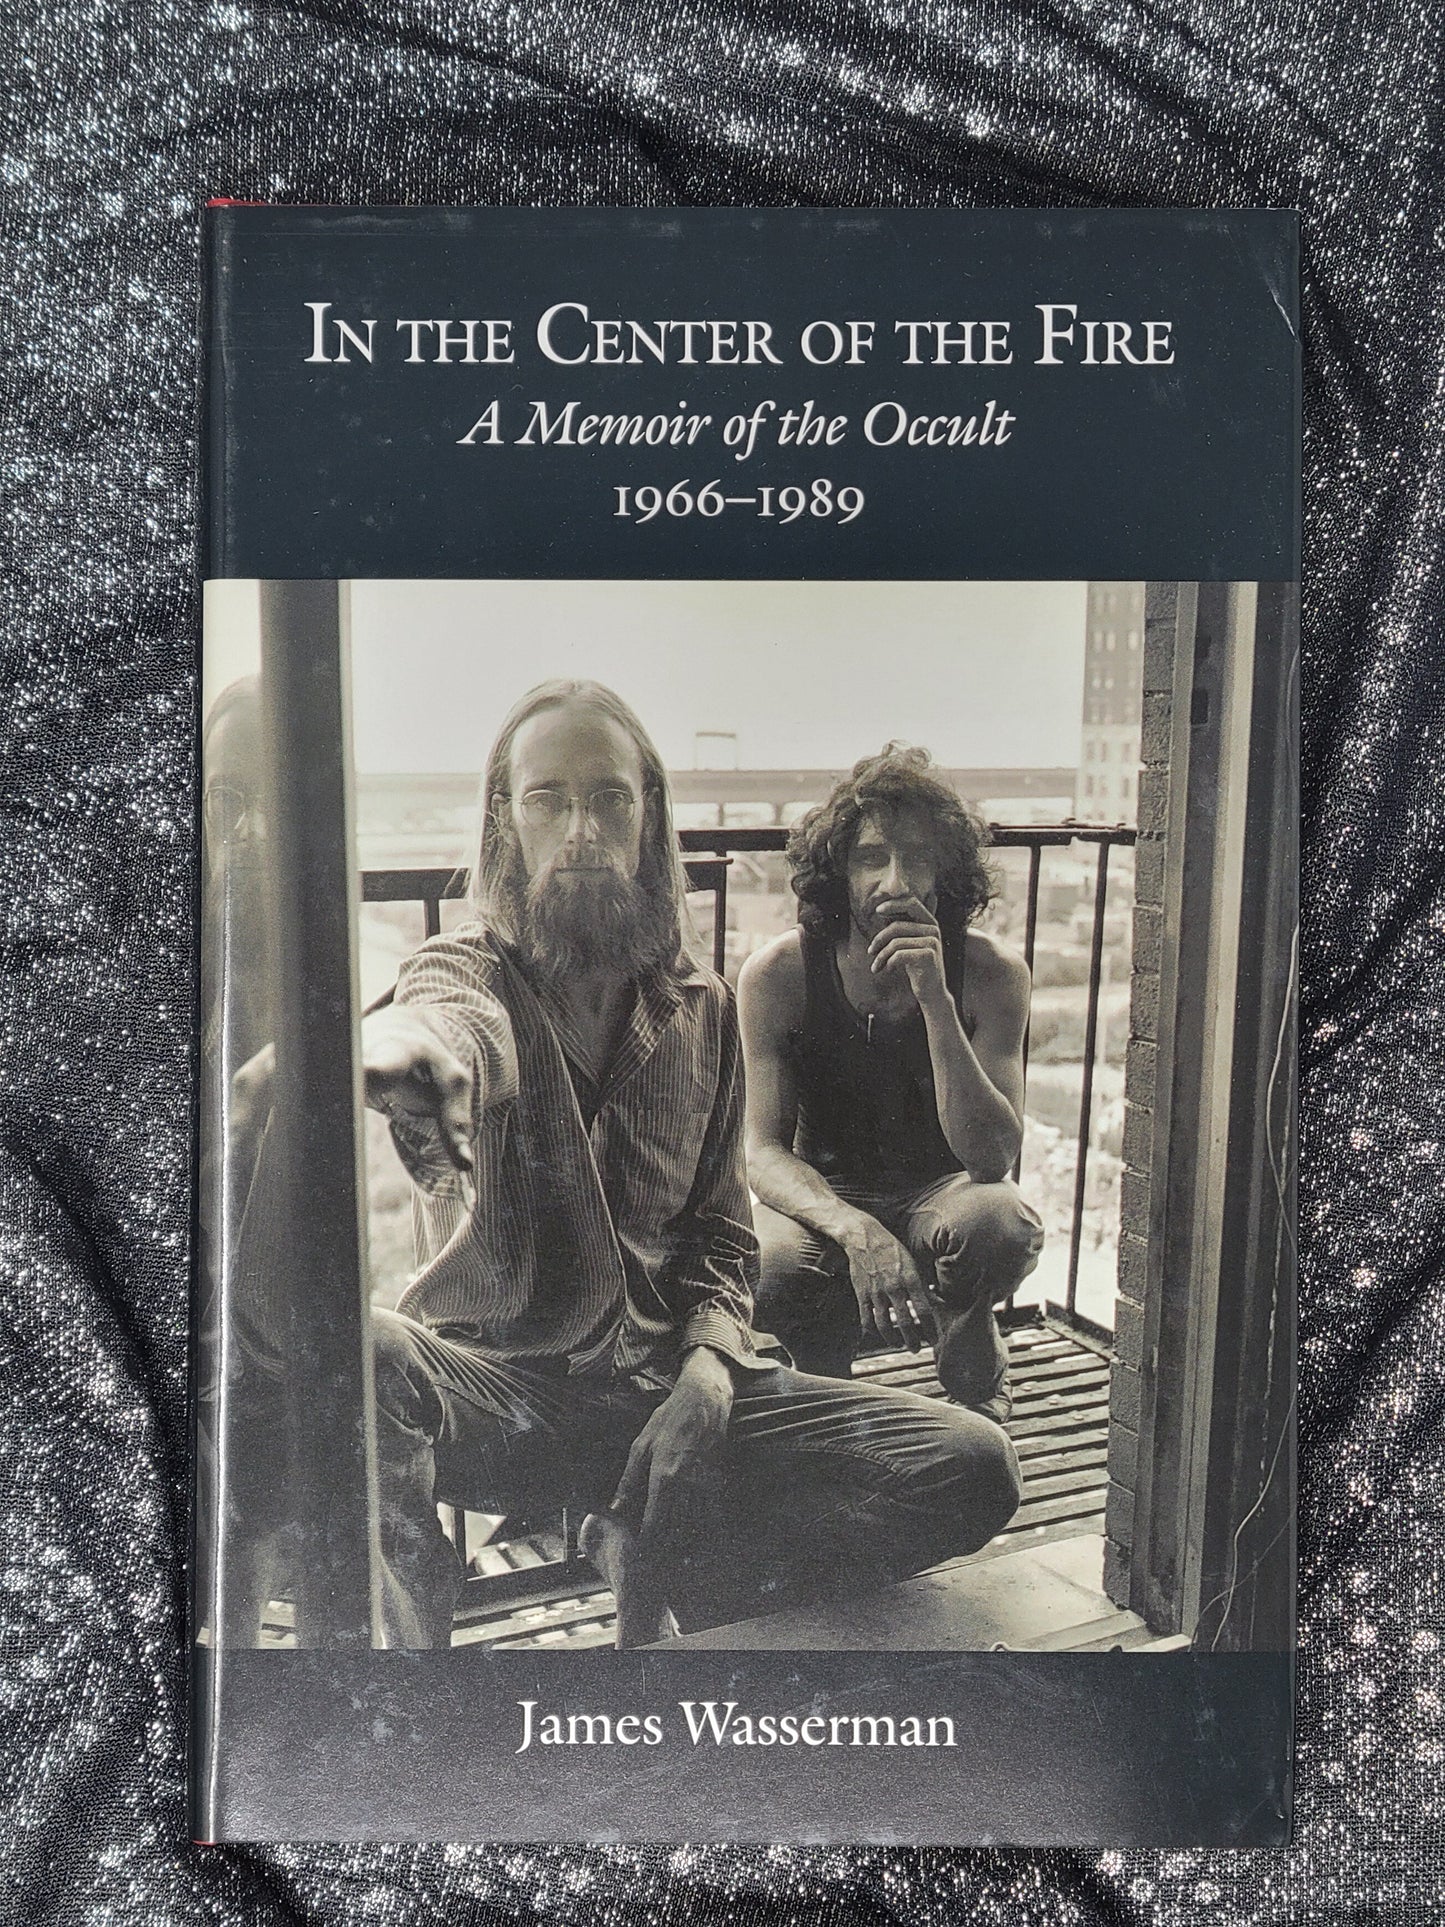 In the Center of the Fire
A Memoir of the Occult
1966–1989
James Wasserman